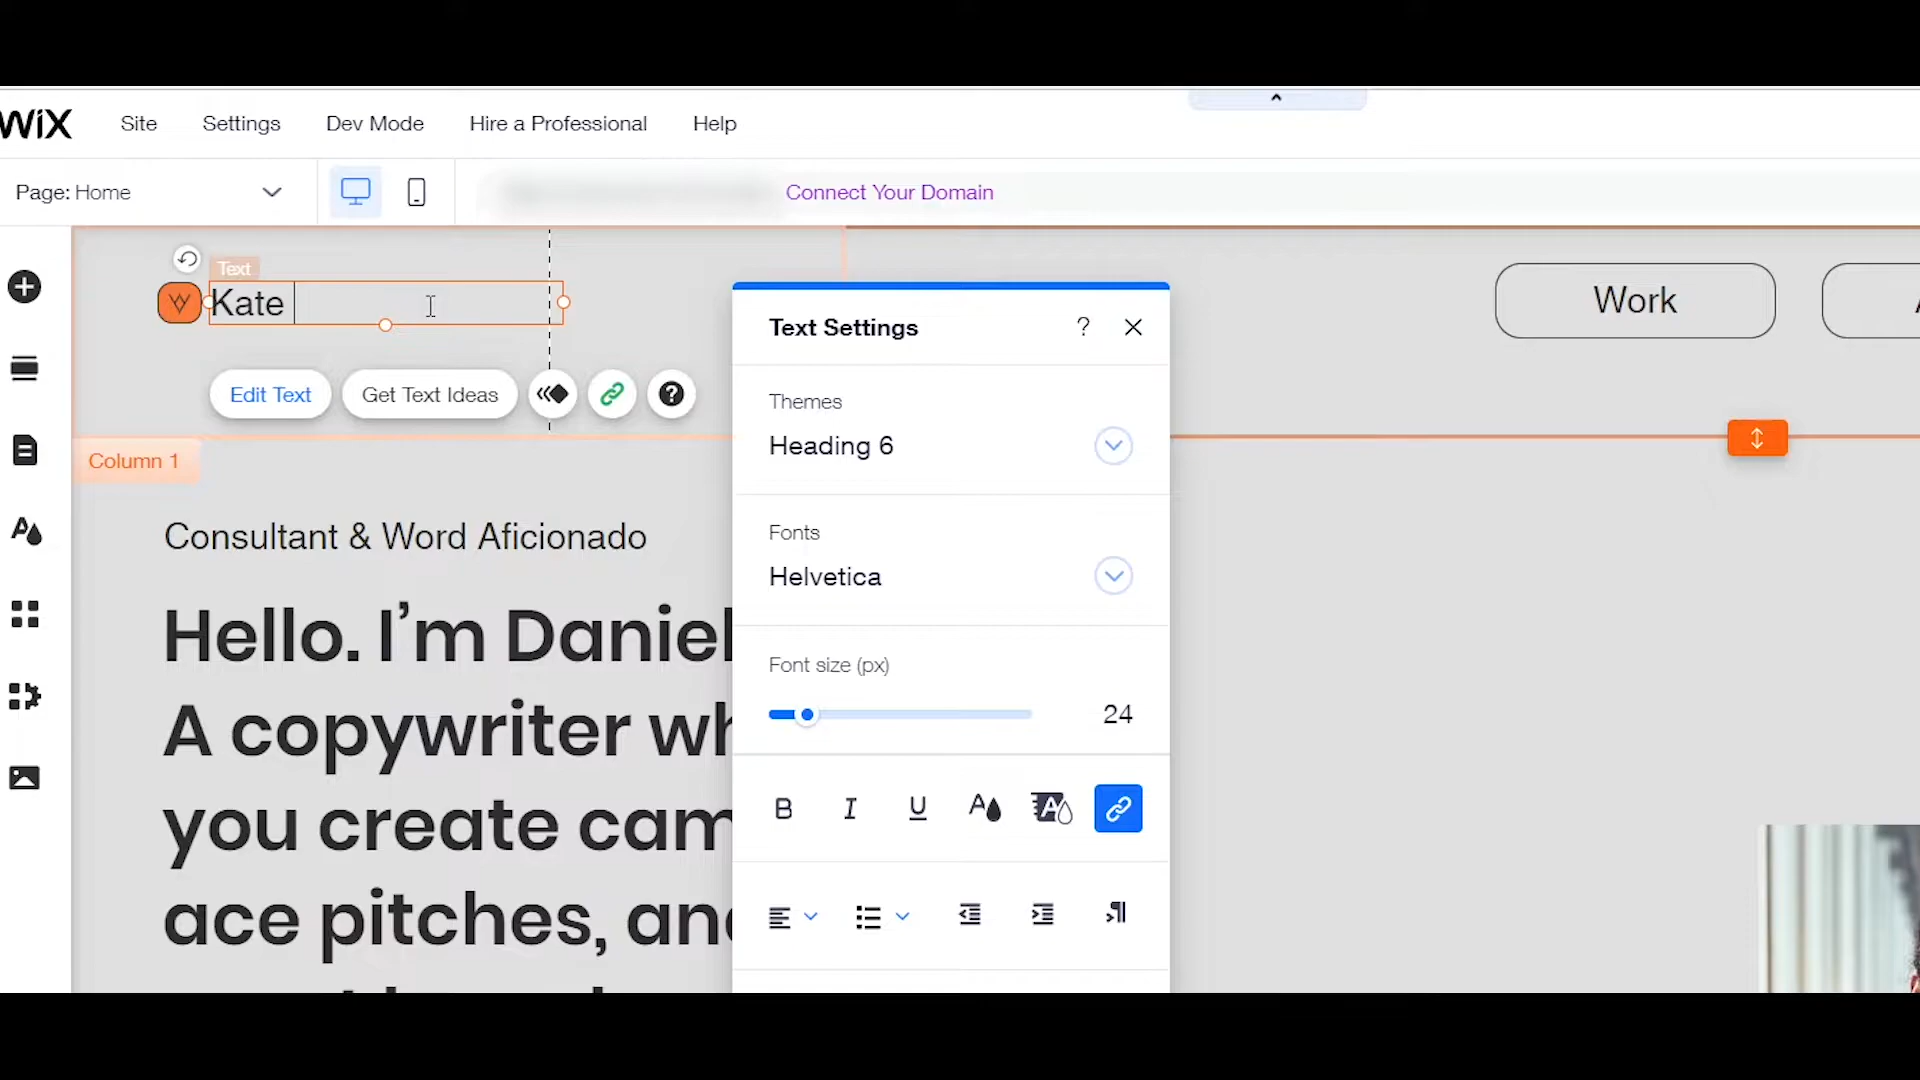 WiX Site Settings Dev Mode Hire a Professional Help
Page: Home Connect Your Domain
Text
Kate
Work
Edit Text Get Text Ideas
Column 1
Consultant & Word Aficionado
Hello. I’m Daniel
A copywriter wh
you create cam
ace pitches, and
Text Settings ?
Themes
Heading 6
Fonts
Helvetica
Font size (px)
24
B I U A A